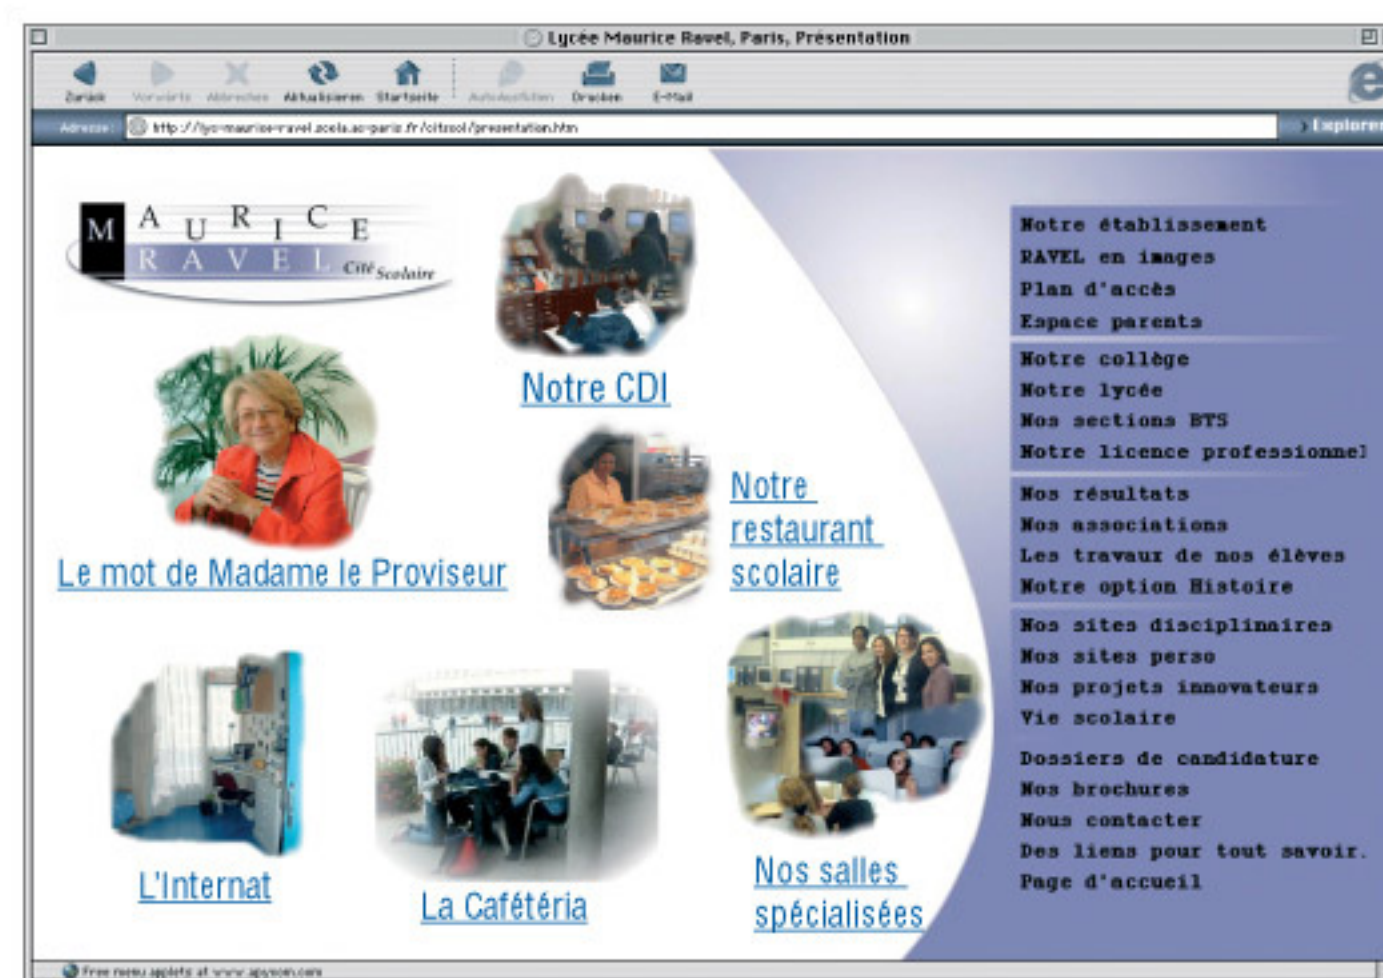 Lycée Maurice Ravel, Paris, Présentation
Zurück Vorwärts Abbrechen Aktualisieren Startseite AutoAusfüllen Drucken E-Mail
Adresse: http://lyc-maurice-ravel.scola.ac-paris.fr/citscol/presentation.htm Explorer
MAURICE
RAVEL Cité Scolaire
Notre CDI
Le mot de Madame le Proviseur
Notre
restaurant
scolaire
L'Internat
La Cafétéria
Nos salles
spécialisées
Notre établissement
RAVEL en images
Plan d'accès
Espace parents
Notre collège
Notre lycée
Nos sections BTS
Notre licence professionnel
Nos résultats
Nos associations
Les travaux de nos élèves
Notre option Histoire
Nos sites disciplinaires
Nos sites perso
Nos projets innovateurs
Vie scolaire
Dossiers de candidature
Nos brochures
Nous contacter
Des liens pour tout savoir.
Page d'accueil
Free menu applets at www.apycom.com